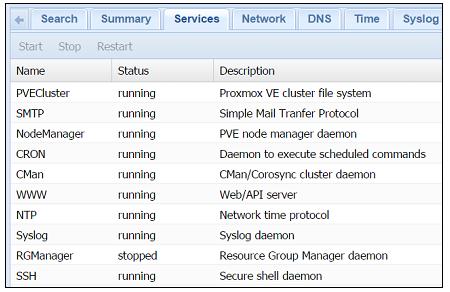 Search Summary Services Network DNS Time Syslog
Start Stop Restart
Name Status Description
PVECluster running Proxmox VE cluster file system
SMTP running Simple Mail Tranfer Protocol
NodeManager running PVE node manager daemon
CRON running Daemon to execute scheduled commands
CMan running CMan/Corosync cluster daemon
WWW running Web/API server
NTP running Network time protocol
Syslog running Syslog daemon
RGManager stopped Resource Group Manager daemon
SSH running Secure shell daemon